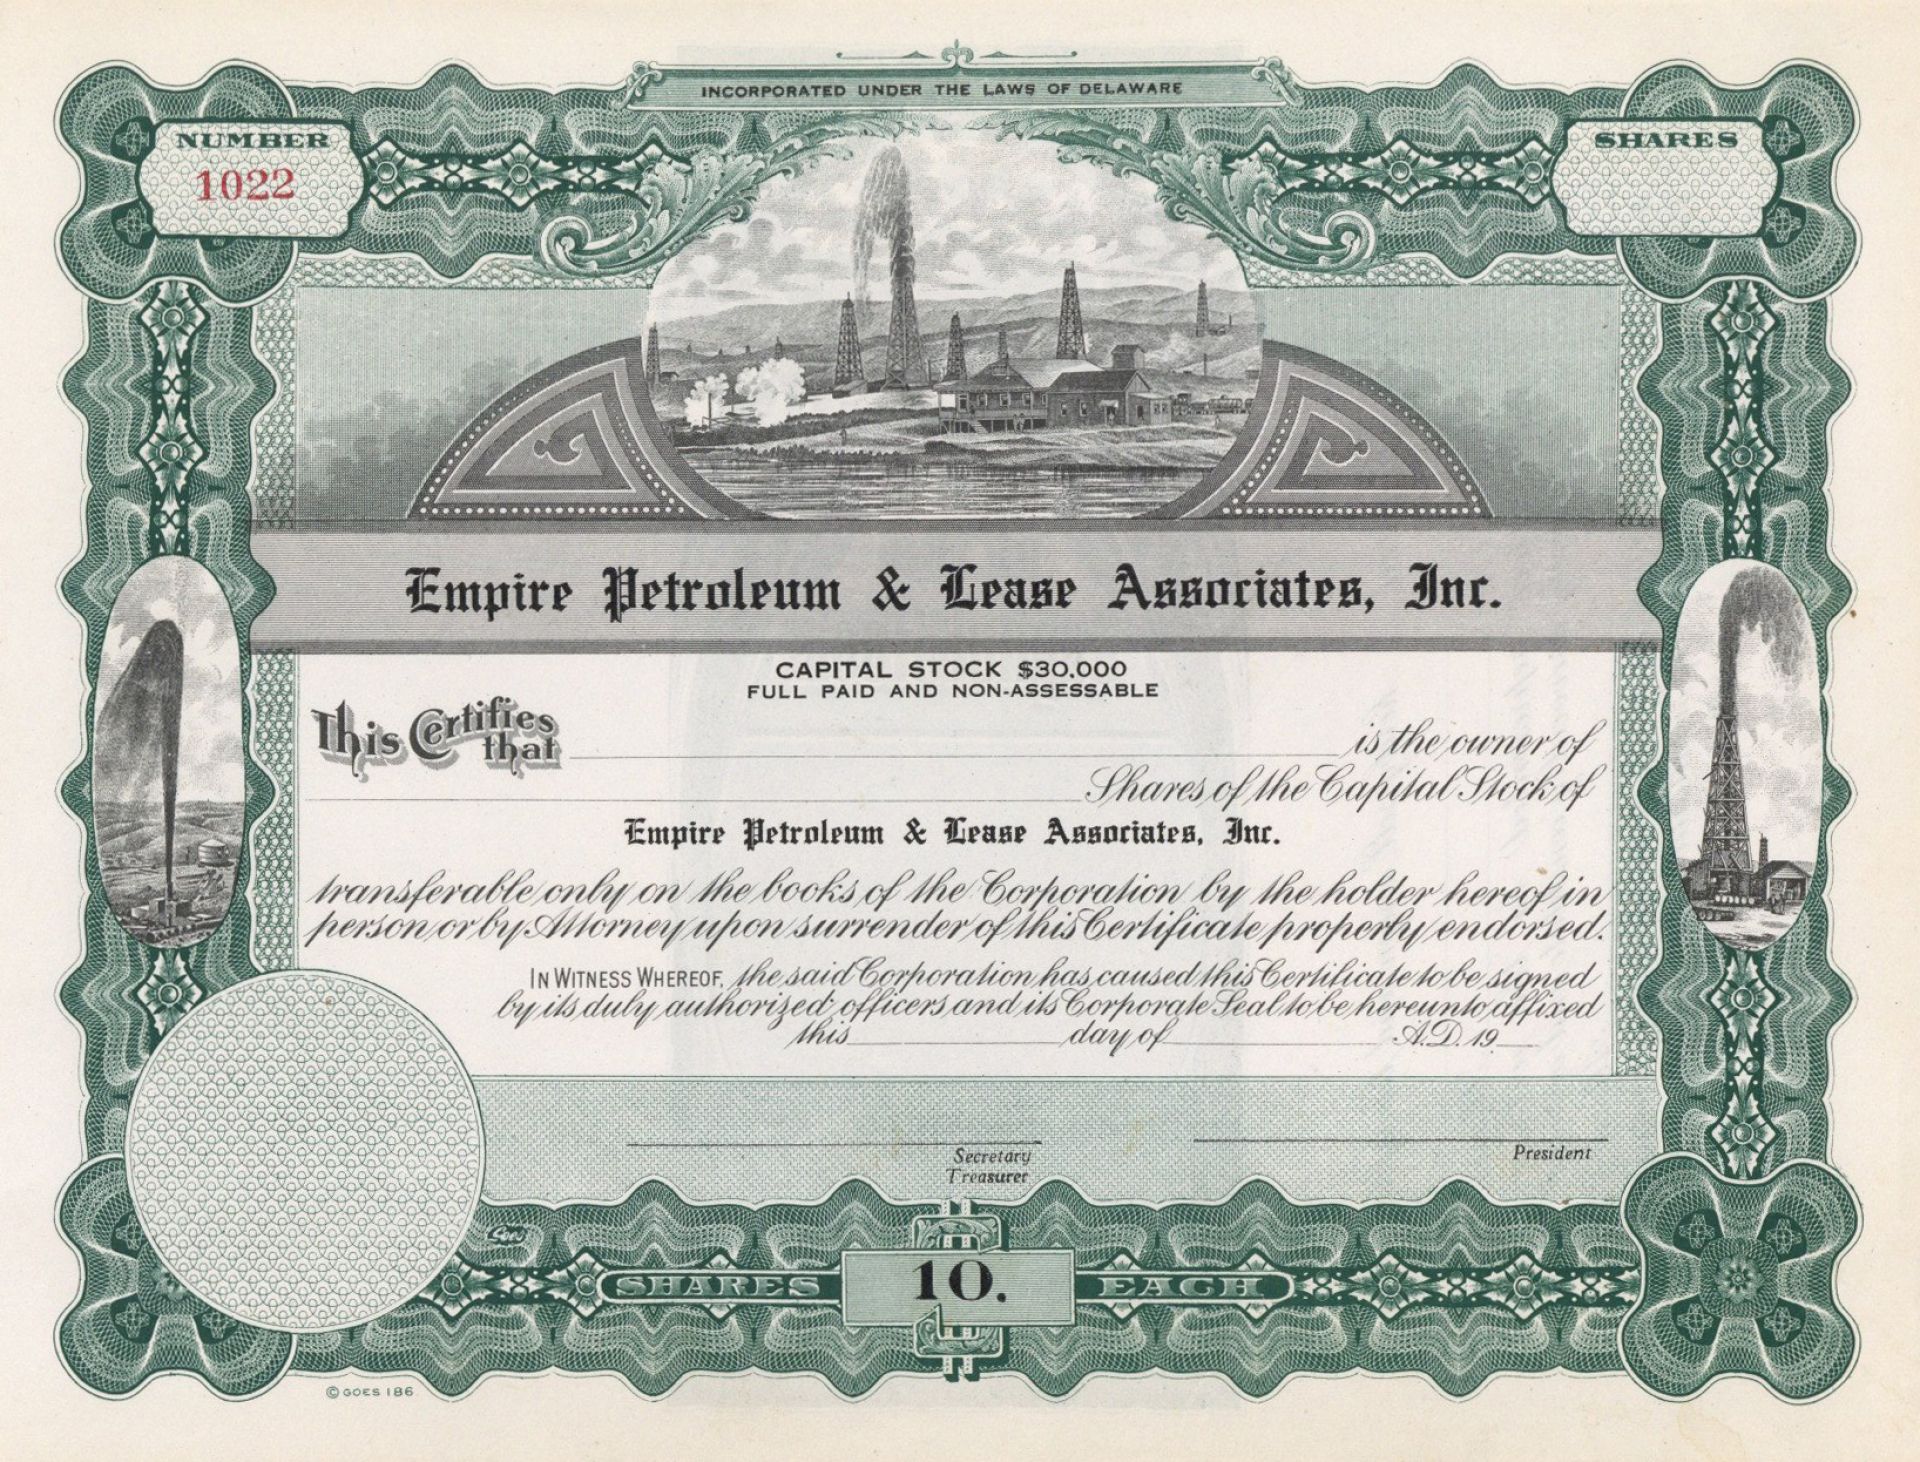 INCORPORATED UNDER THE LAWS OF DELAWARE
NUMBER
1022
SHARES
Empire Petroleum & Lease Associates, Inc.
CAPITAL STOCK $30,000
FULL PAID AND NON-ASSESSABLE
This Certifies that is the owner of
Shares of the Capital Stock of
Empire Petroleum & Lease Associates, Inc.
transferable only on the books of the Corporation by the holder hereof in
person or by Attorney upon surrender of this Certificate properly endorsed.
IN WITNESS WHEREOF, the said Corporation has caused this Certificate to be signed
by its duly authorized officers and its Corporate Seal to be hereunto affixed
this day of A.D. 19
Secretary
Treasurer
President
Goes
SHARES $10. EACH
© GOES 186